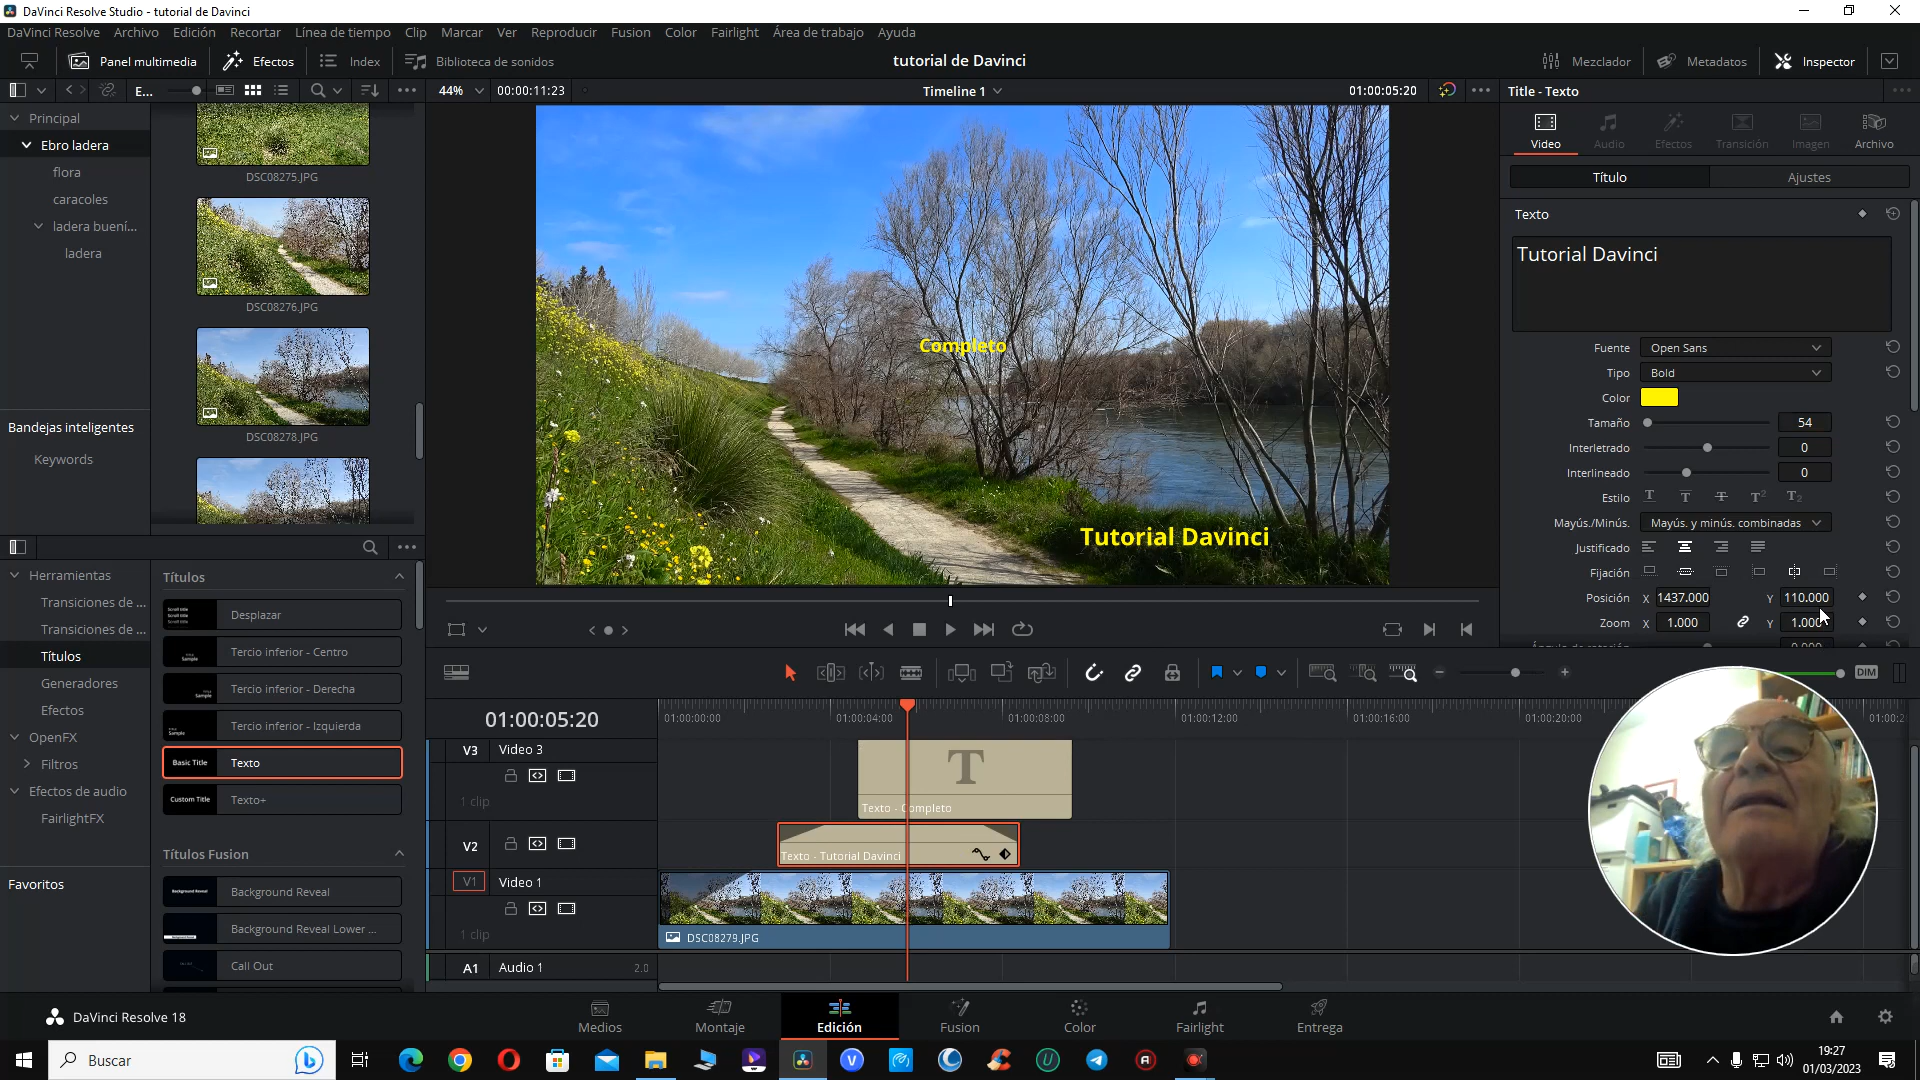 DaVinci Resolve Studio - tutorial de Davinci
DaVinci Resolve Archivo Edición Recortar Línea de tiempo Clip Marcar Ver Reproducir Fusion Color Fairlight Área de trabajo Ayuda
Panel multimedia Efectos Index Biblioteca de sonidos tutorial de Davinci Mezclador Metadatos Inspector
E... 44% 00:00:11:23 Timeline 1 01:00:05:20 Title - Texto
Principal
Ebro ladera
flora
caracoles
ladera buení...
ladera
Bandejas inteligentes
Keywords
DSC08275.JPG
DSC08276.JPG
DSC08278.JPG
Completo
Tutorial Davinci
Video Audio Efectos Transición Imagen Archivo
Título Ajustes
Texto
Tutorial Davinci
Fuente Open Sans
Tipo Bold
Color
Tamaño 54
Interletrado 0
Interlineado 0
Estilo T T T T2 T2
Mayús./Minús. Mayús. y minús. combinadas
Justificado
Fijación
Posición X 1437.000 Y 110.000
Zoom X 1.000 Y 1.000
Herramientas
Transiciones de ...
Transiciones de ...
Títulos
Generadores
Efectos
OpenFX
Filtros
Efectos de audio
FairlightFX
Favoritos
Títulos
Desplazar
Tercio inferior - Centro
Tercio inferior - Derecha
Tercio inferior - Izquierda
Basic Title Texto
Custom Title Texto+
Títulos Fusion
Background Reveal Background Reveal
Background Reveal Lower ...
Call Out
DIM
01:00:05:20 01:00:00:00 01:00:04:00 01:00:08:00 01:00:12:00 01:00:16:00 01:00:20:00
V3 Video 3
1 clip
T
Texto - Completo
V2
Texto - Tutorial Davinci
V1 Video 1
1 clip
DSC08279.JPG
A1 Audio 1 2.0
DaVinci Resolve 18 Medios Montaje Edición Fusion Color Fairlight Entrega
Buscar
19:27
01/03/2023